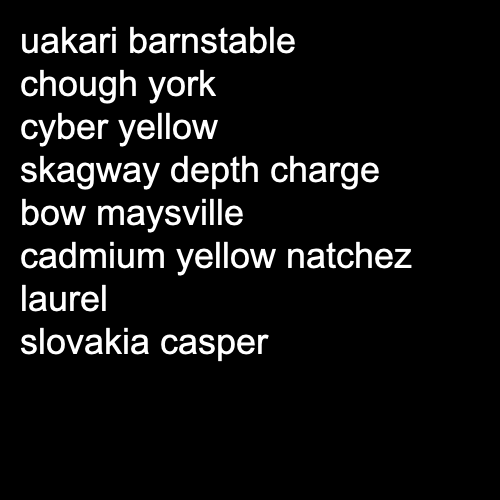 uakari barnstable
chough york
cyber yellow
skagway depth charge
bow maysville
cadmium yellow natchez
laurel
slovakia casper